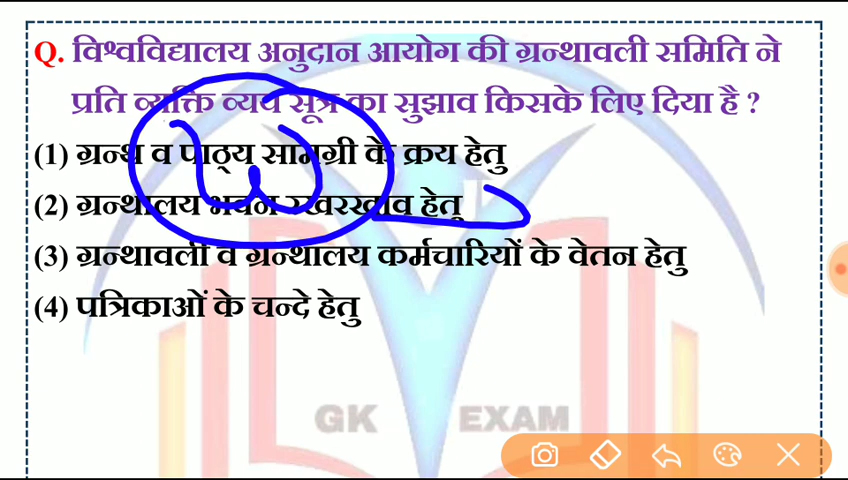 Q. विश्वविद्यालय अनुदान आयोग की ग्रन्थावली समिति ने
प्रति व्यक्ति व्यय सूत्र का सुझाव किसके लिए दिया है ?
(1) ग्रन्थ व पाठ्य सामग्री के क्रय हेतु
(2) ग्रन्थालय भवन रखरखाव हेतु
(3) ग्रन्थावली व ग्रन्थालय कर्मचारियों के वेतन हेतु
(4) पत्रिकाओं के चन्दे हेतु
GK EXAM